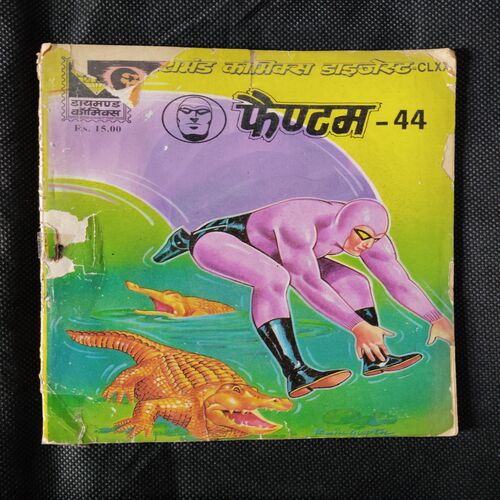 डायमंड कॉमिक्स डाइजेस्ट-CLX
डायमण्ड
कॉमिक्स
Rs. 15.00
फैण्टम - 44